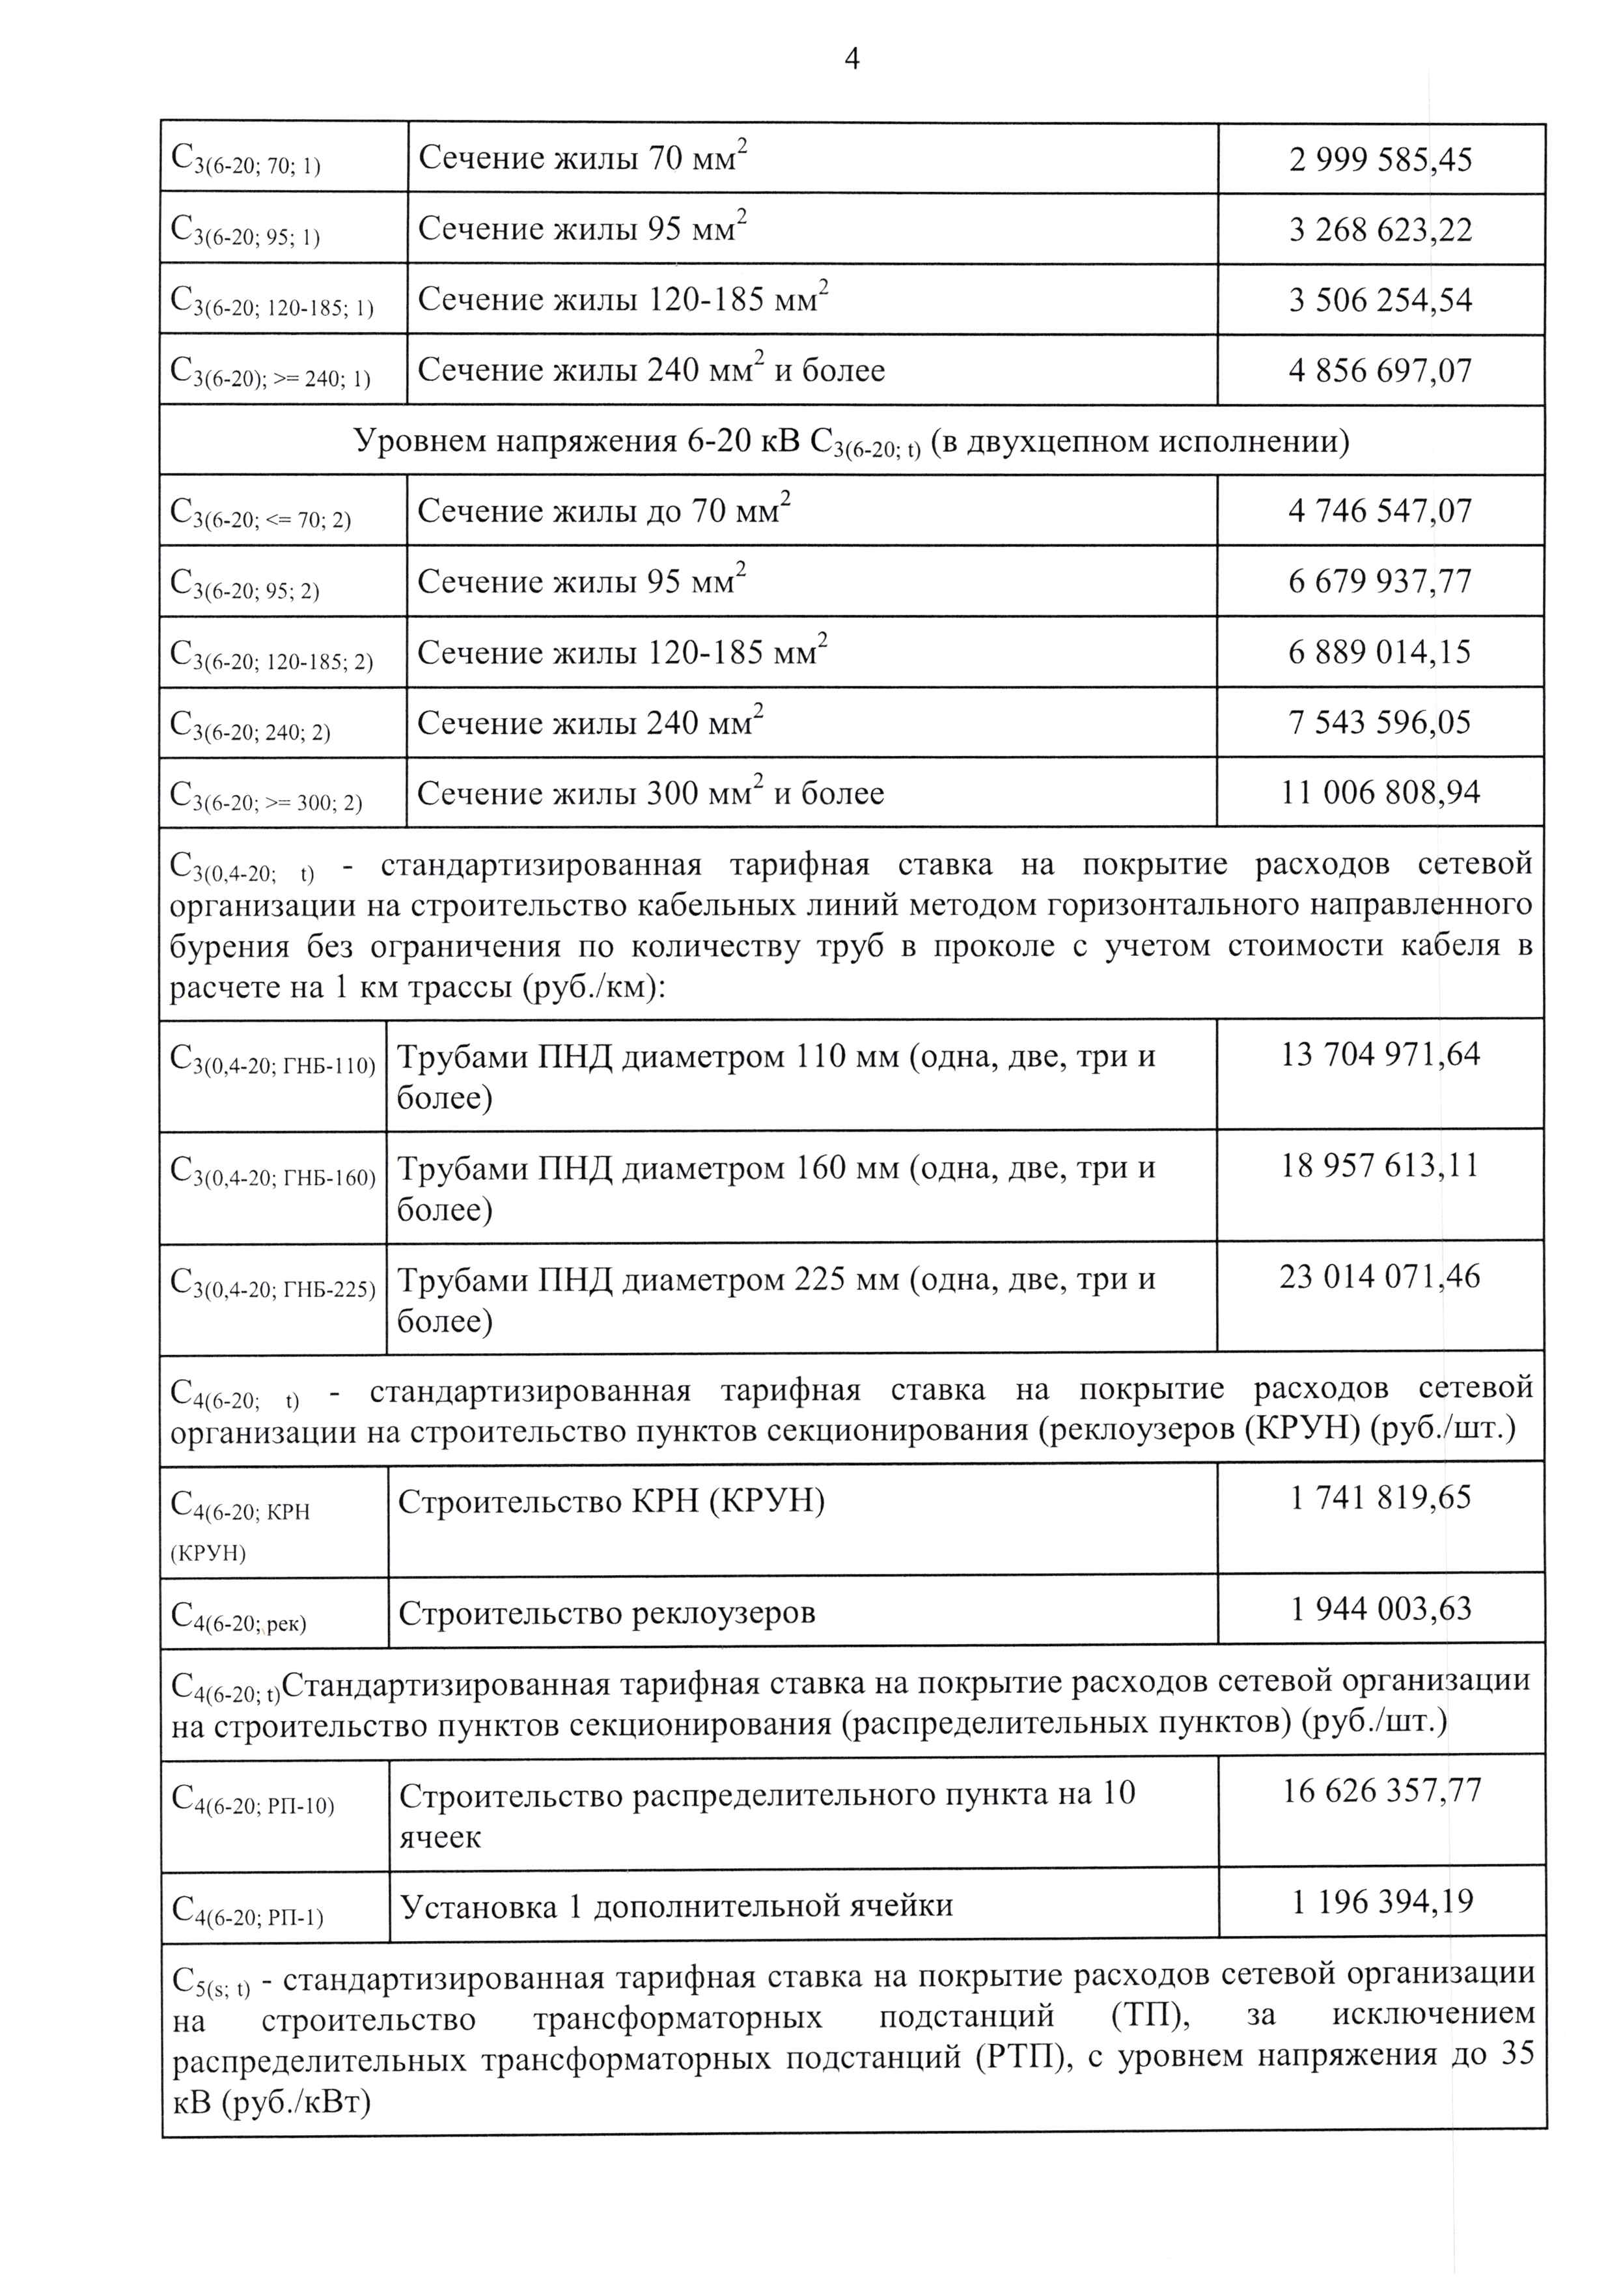 4
С3(6-20; 70; 1) Сечение жилы 70 мм2 2 999 585,45
С3(6-20; 95; 1) Сечение жилы 95 мм2 3 268 623,22
С3(6-20; 120-185; 1) Сечение жилы 120-185 мм2 3 506 254,54
С3(6-20); >= 240; 1) Сечение жилы 240 мм2 и более 4 856 697,07
Уровнем напряжения 6-20 кВ С3(6-20; t) (в двухцепном исполнении)
С3(6-20; <= 70; 2) Сечение жилы до 70 мм2 4 746 547,07
С3(6-20; 95; 2) Сечение жилы 95 мм2 6 679 937,77
С3(6-20; 120-185; 2) Сечение жилы 120-185 мм2 6 889 014,15
С3(6-20; 240; 2) Сечение жилы 240 мм2 7 543 596,05
С3(6-20; >= 300; 2) Сечение жилы 300 мм2 и более 11 006 808,94
С3(0,4-20; t) - стандартизированная тарифная ставка на покрытие расходов сетевой
организации на строительство кабельных линий методом горизонтального направленного
бурения без ограничения по количеству труб в проколе с учетом стоимости кабеля в
расчете на 1 км трассы (руб./км):
С3(0,4-20; ГНБ-110) Трубами ПНД диаметром 110 мм (одна, две, три и 13 704 971,64
более)
С3(0,4-20; ГНБ-160) Трубами ПНД диаметром 160 мм (одна, две, три и 18 957 613,11
более)
С3(0,4-20; ГНБ-225) Трубами ПНД диаметром 225 мм (одна, две, три и 23 014 071,46
более)
С4(6-20; t) - стандартизированная тарифная ставка на покрытие расходов сетевой
организации на строительство пунктов секционирования (реклоузеров (КРУН) (руб./шт.)
С4(6-20; КРН Строительство КРН (КРУН) 1 741 819,65
(КРУН)
С4(6-20; рек) Строительство реклоузеров 1 944 003,63
С4(6-20; t)Стандартизированная тарифная ставка на покрытие расходов сетевой организации
на строительство пунктов секционирования (распределительных пунктов) (руб./шт.)
С4(6-20; РП-10) Строительство распределительного пункта на 10 16 626 357,77
ячеек
С4(6-20; РП-1) Установка 1 дополнительной ячейки 1 196 394,19
С5(s; t) - стандартизированная тарифная ставка на покрытие расходов сетевой организации
на строительство трансформаторных подстанций (ТП), за исключением
распределительных трансформаторных подстанций (РТП), с уровнем напряжения до 35
кВ (руб./кВт)